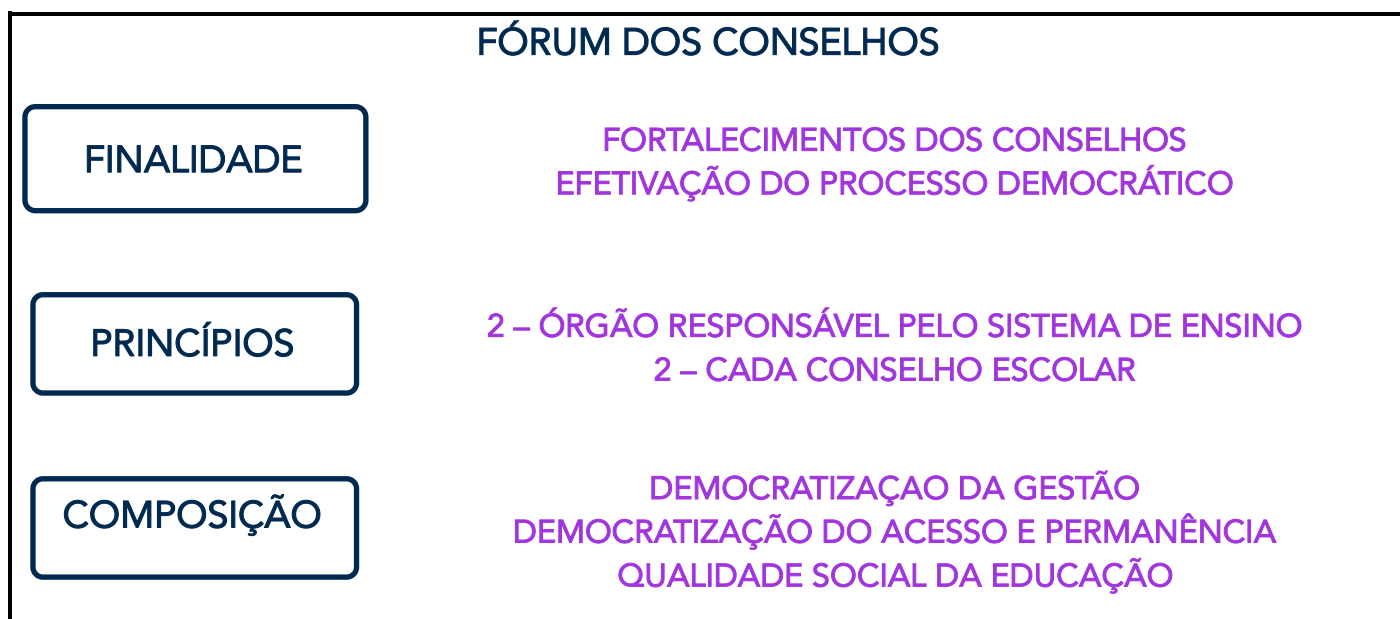 FÓRUM DOS CONSELHOS
FINALIDADE
FORTALECIMENTOS DOS CONSELHOS
EFETIVAÇÃO DO PROCESSO DEMOCRÁTICO
PRINCÍPIOS
2 – ÓRGÃO RESPONSÁVEL PELO SISTEMA DE ENSINO
2 – CADA CONSELHO ESCOLAR
COMPOSIÇÃO
DEMOCRATIZAÇAO DA GESTÃO
DEMOCRATIZAÇÃO DO ACESSO E PERMANÊNCIA
QUALIDADE SOCIAL DA EDUCAÇÃO